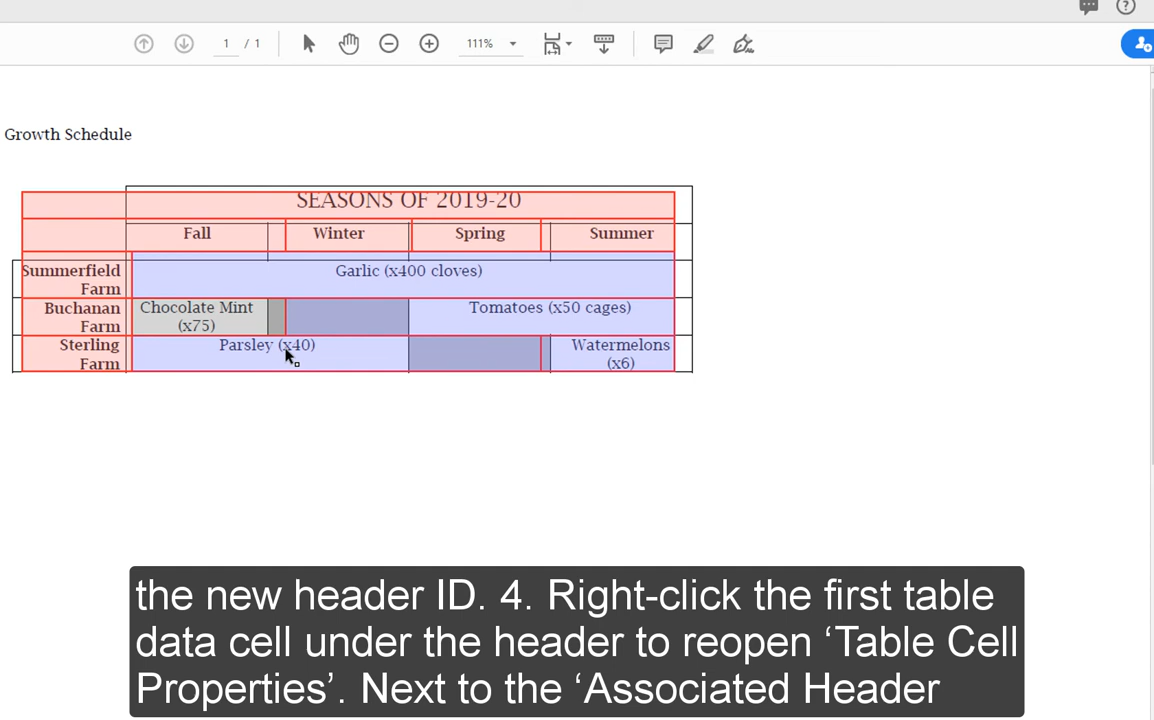 1 / 1
111%
Growth Schedule
SEASONS OF 2019-20
Fall Winter Spring Summer
Summerfield Farm
Garlic (x400 cloves)
Buchanan Farm
Chocolate Mint (x75)
Tomatoes (x50 cages)
Sterling Farm
Parsley (x40)
Watermelons (x6)
the new header ID. 4. Right-click the first table
data cell under the header to reopen ‘Table Cell
Properties’. Next to the ‘Associated Header